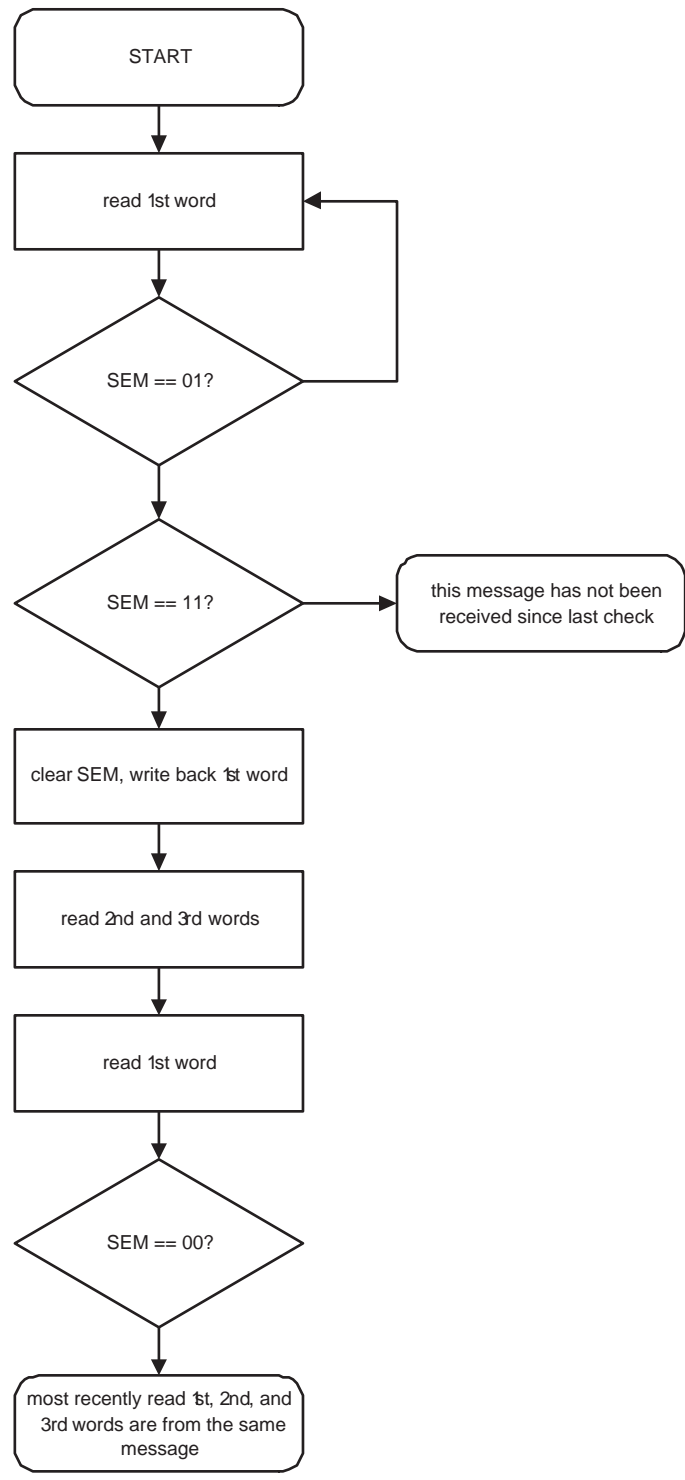 START
read 1st word
SEM == 01?
SEM == 11?
this message has not been
received since last check
clear SEM, write back 1st word
read 2nd and 3rd words
read 1st word
SEM == 00?
most recently read 1st, 2nd, and
3rd words are from the same
message